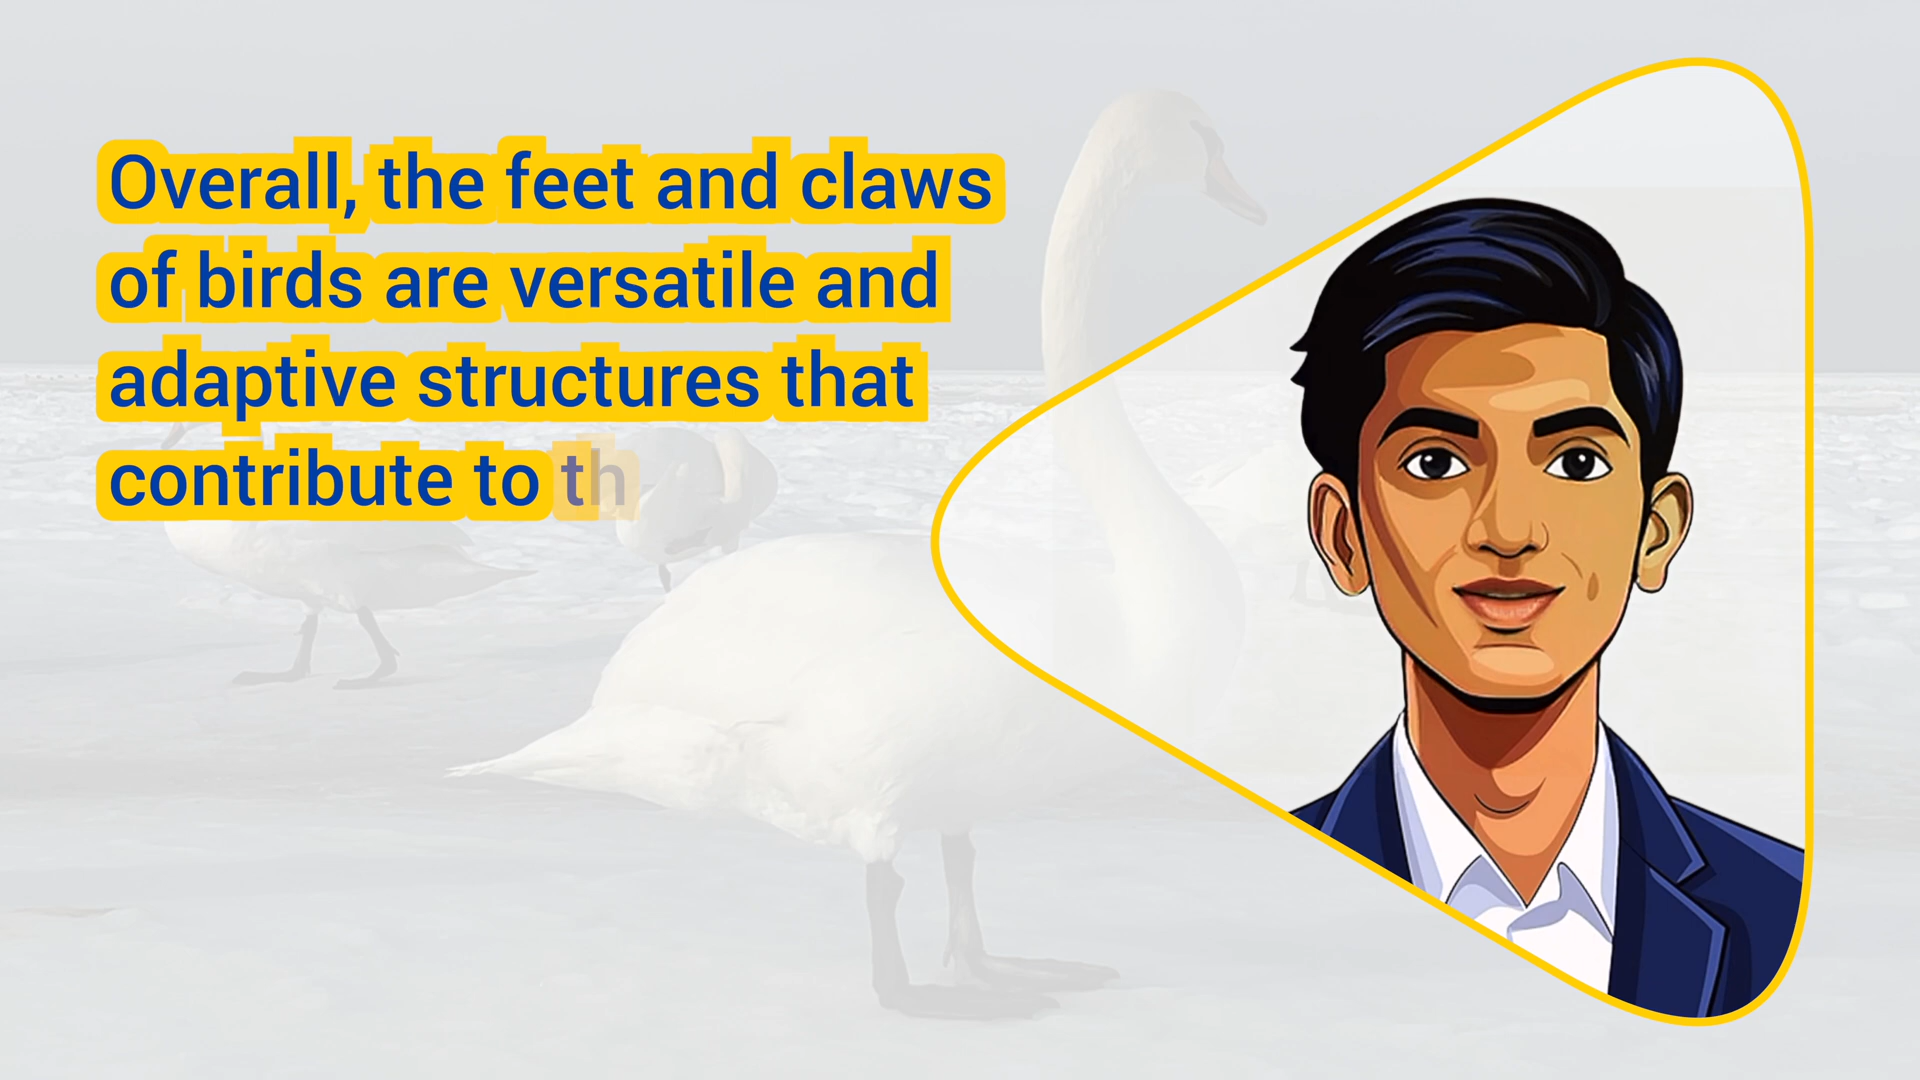 Overall, the feet and claws
of birds are versatile and
adaptive structures that
contribute to th